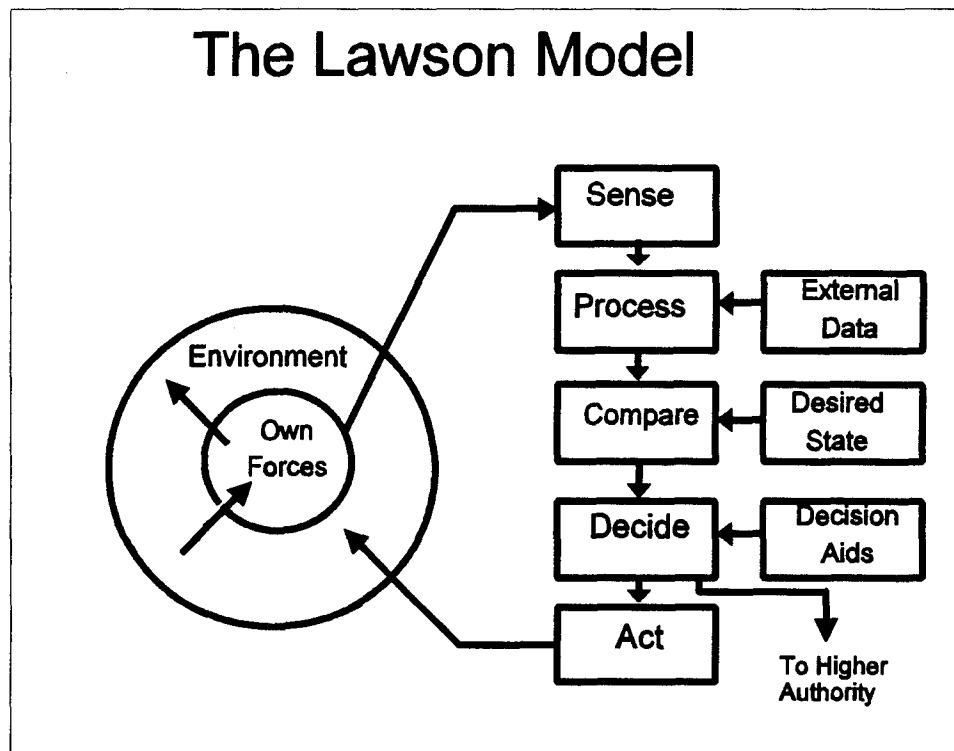 The Lawson Model
Sense
Process
External
Data
Environment
Compare
Desired
State
Own
Forces
Decide
Decision
Aids
Act
To Higher
Authority